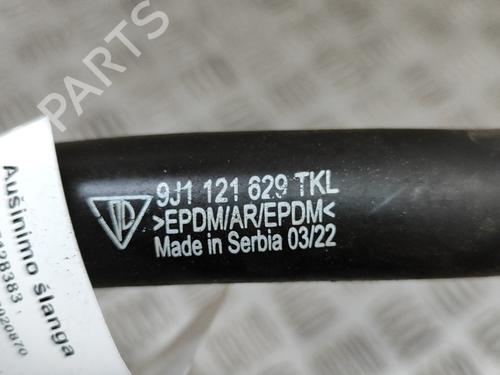 9J1 121 629 TKL
>EPDM/AR/EPDM<
Made in Serbia 03/22
Aušinimo šlanga
B PARTS